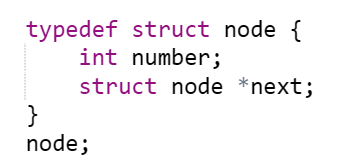 typedef struct node {
    int number;
    struct node *next;
}
node;